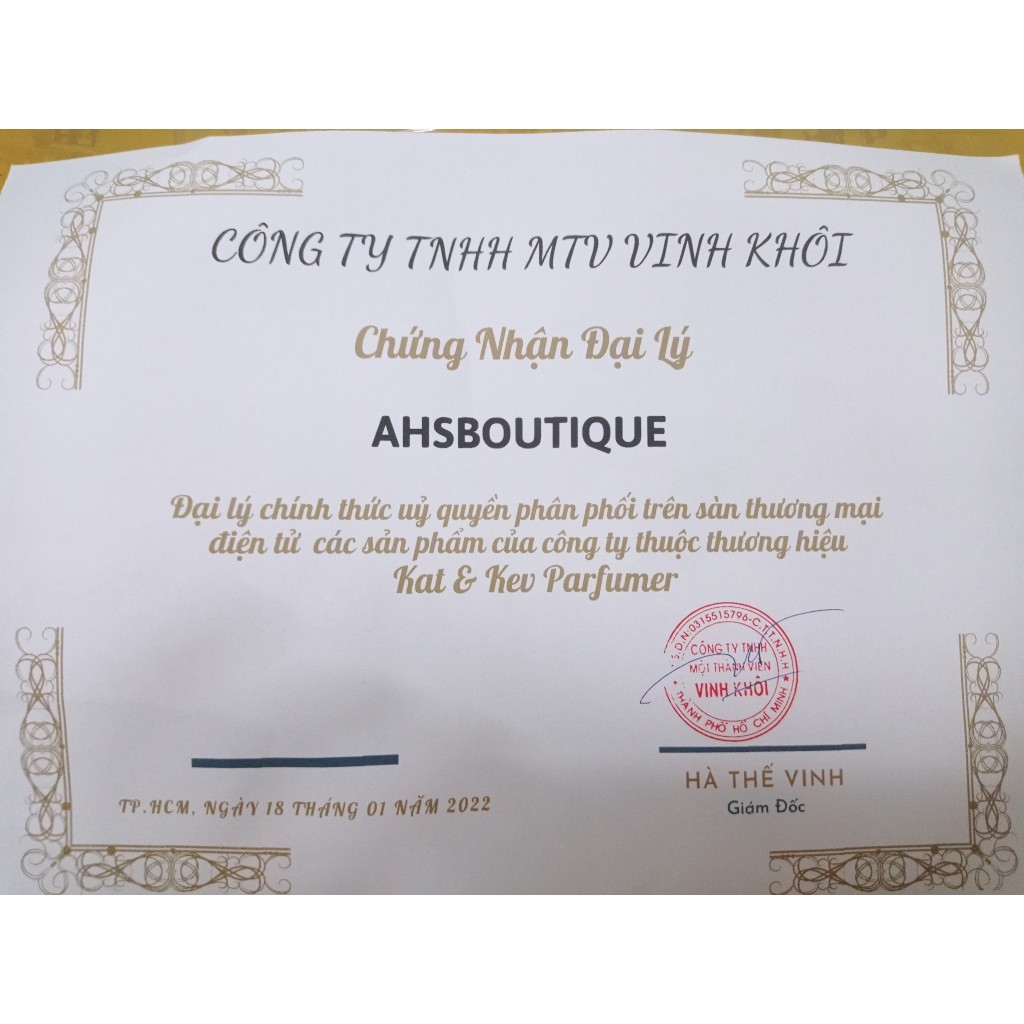 CÔNG TY TNHH MTV VINH KHÔI
Chứng Nhận Đại Lý
AHSBOUTIQUE
Đại lý chính thức uỷ quyền phân phối trên sàn thương mại
điện tử các sản phẩm của công ty thuộc thương hiệu
Kat & Kev Parfumer
S.D.N:0315515796-C.T.T.N.H.H
CÔNG TY TNHH
MỘT THÀNH VIÊN
VINH KHÔI
THÀNH PHỐ HỒ CHÍ MINH
HÀ THẾ VINH
Giám Đốc
TP.HCM, NGÀY 18 THÁNG 01 NĂM 2022